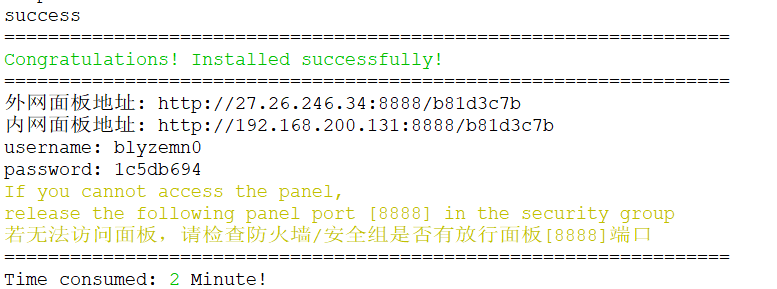 success
==================================================================
Congratulations! Installed successfully!
==================================================================
外网面板地址: http://27.26.246.34:8888/b81d3c7b
内网面板地址: http://192.168.200.131:8888/b81d3c7b
username: blyzemn0
password: 1c5db694
If you cannot access the panel,
release the following panel port [8888] in the security group
若无法访问面板，请检查防火墙/安全组是否有放行面板[8888]端口
==================================================================
Time consumed: 2 Minute!